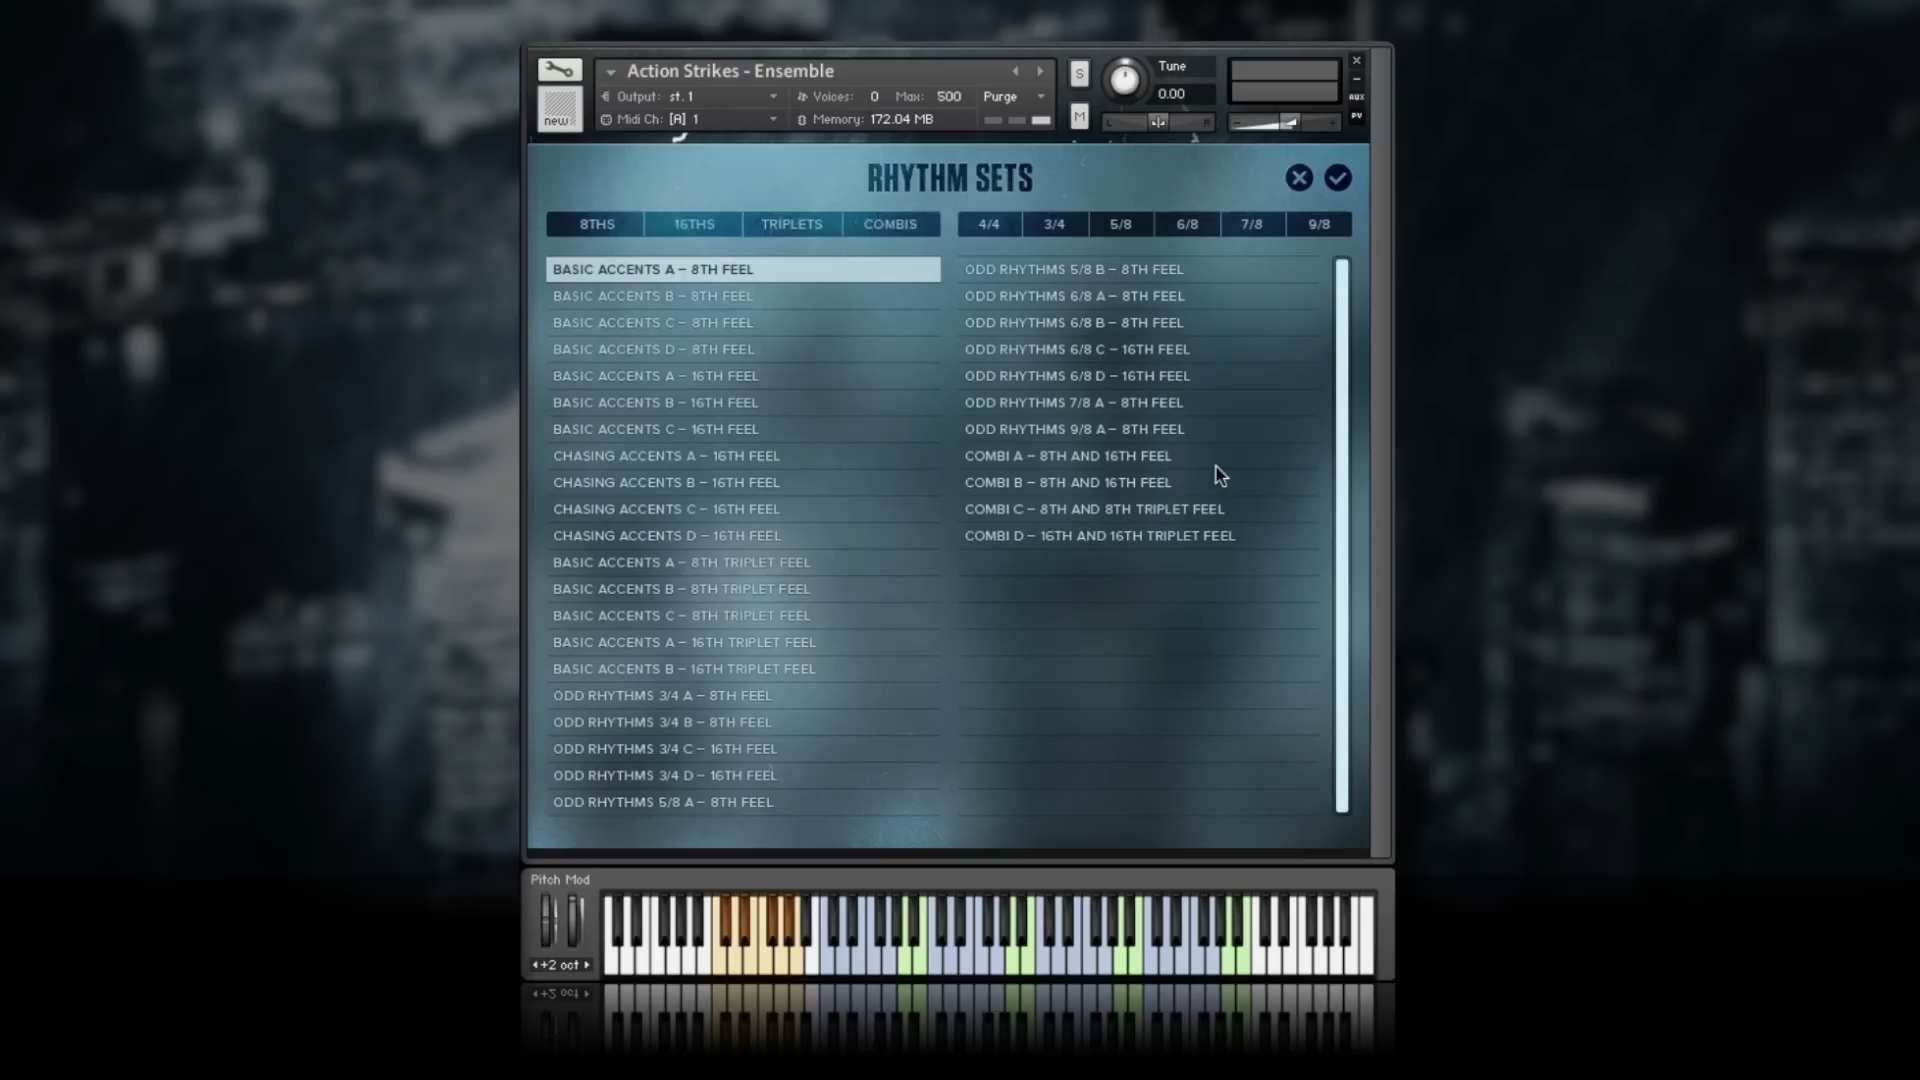 Action Strikes - Ensemble
Output: st. 1
Voices: 0 Max: 500
Purge
Midi Ch: [A] 1
Memory: 172.04 MB
new
S
M
Tune
0.00
L
R
AUX
PV
RHYTHM SETS
8THS
16THS
TRIPLETS
COMBIS
4/4
3/4
5/8
6/8
7/8
9/8
BASIC ACCENTS A – 8TH FEEL
BASIC ACCENTS B – 8TH FEEL
BASIC ACCENTS C – 8TH FEEL
BASIC ACCENTS D – 8TH FEEL
BASIC ACCENTS A – 16TH FEEL
BASIC ACCENTS B – 16TH FEEL
BASIC ACCENTS C – 16TH FEEL
CHASING ACCENTS A – 16TH FEEL
CHASING ACCENTS B – 16TH FEEL
CHASING ACCENTS C – 16TH FEEL
CHASING ACCENTS D – 16TH FEEL
BASIC ACCENTS A – 8TH TRIPLET FEEL
BASIC ACCENTS B – 8TH TRIPLET FEEL
BASIC ACCENTS C – 8TH TRIPLET FEEL
BASIC ACCENTS A – 16TH TRIPLET FEEL
BASIC ACCENTS B – 16TH TRIPLET FEEL
ODD RHYTHMS 3/4 A – 8TH FEEL
ODD RHYTHMS 3/4 B – 8TH FEEL
ODD RHYTHMS 3/4 C – 16TH FEEL
ODD RHYTHMS 3/4 D – 16TH FEEL
ODD RHYTHMS 5/8 A – 8TH FEEL
ODD RHYTHMS 5/8 B – 8TH FEEL
ODD RHYTHMS 6/8 A – 8TH FEEL
ODD RHYTHMS 6/8 B – 8TH FEEL
ODD RHYTHMS 6/8 C – 16TH FEEL
ODD RHYTHMS 6/8 D – 16TH FEEL
ODD RHYTHMS 7/8 A – 8TH FEEL
ODD RHYTHMS 9/8 A – 8TH FEEL
COMBI A – 8TH AND 16TH FEEL
COMBI B – 8TH AND 16TH FEEL
COMBI C – 8TH AND 8TH TRIPLET FEEL
COMBI D – 16TH AND 16TH TRIPLET FEEL
Pitch Mod
+2 oct